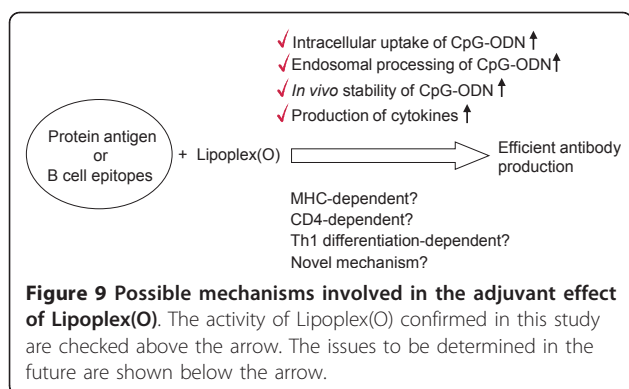 ✓ Intracellular uptake of CpG-ODN ↑
✓ Endosomal processing of CpG-ODN ↑
✓ In vivo stability of CpG-ODN ↑
✓ Production of cytokines ↑
Protein antigen
or
B cell epitopes
+ Lipoplex(O)
Efficient antibody
production
MHC-dependent?
CD4-dependent?
Th1 differentiation-dependent?
Novel mechanism?
Figure 9 Possible mechanisms involved in the adjuvant effect
of Lipoplex(O). The activity of Lipoplex(O) confirmed in this study
are checked above the arrow. The issues to be determined in the
future are shown below the arrow.